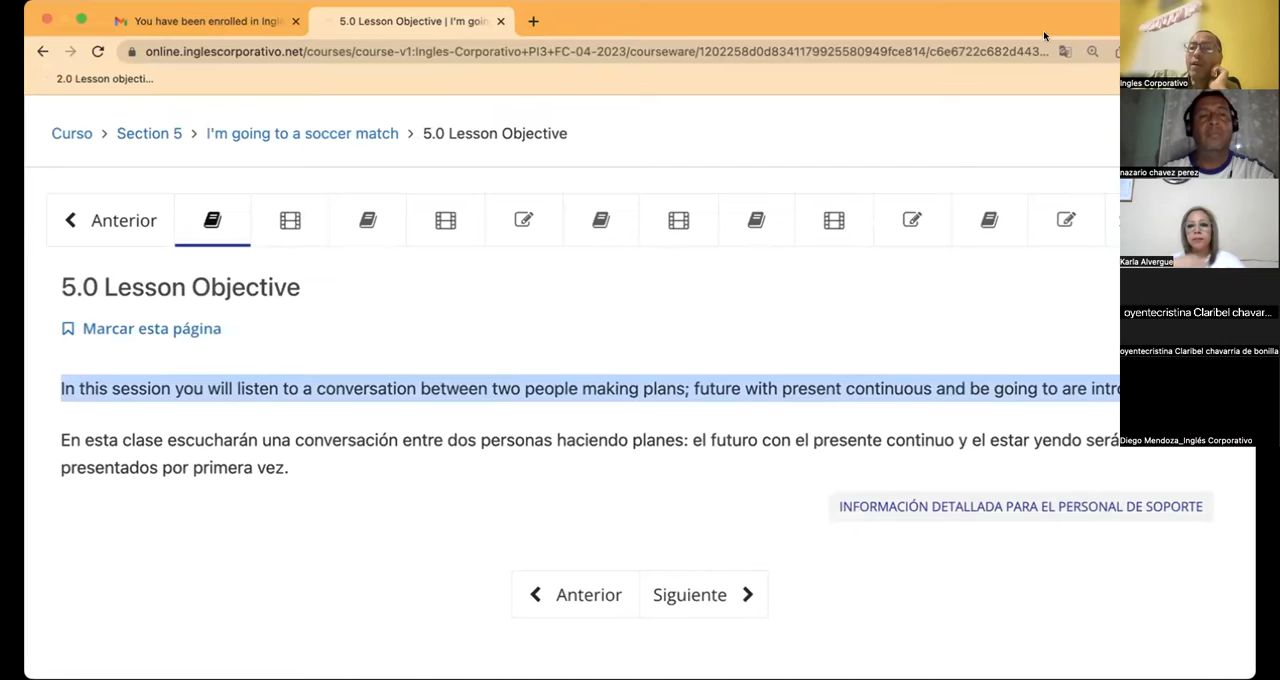 You have been enrolled in Ingl
5.0 Lesson Objective | I'm goin
online.inglescorporativo.net/courses/course-v1:Ingles-Corporativo+PI3+FC-04-2023/courseware/1202258d0d8341179925580949fce814/c6e6722c682d443...
2.0 Lesson objecti...
Curso > Section 5 > I'm going to a soccer match > 5.0 Lesson Objective
Anterior
5.0 Lesson Objective
Marcar esta página
In this session you will listen to a conversation between two people making plans; future with present continuous and be going to are intro
En esta clase escucharán una conversación entre dos personas haciendo planes: el futuro con el presente continuo y el estar yendo será
presentados por primera vez.
INFORMACIÓN DETALLADA PARA EL PERSONAL DE SOPORTE
Anterior
Siguiente
Ingles Corporativo
nazario chavez perez
Karla Alvergue
oyentecristina Claribel chavar...
oyentecristina Claribel chavarria de bonilla
Diego Mendoza_Inglés Corporativo